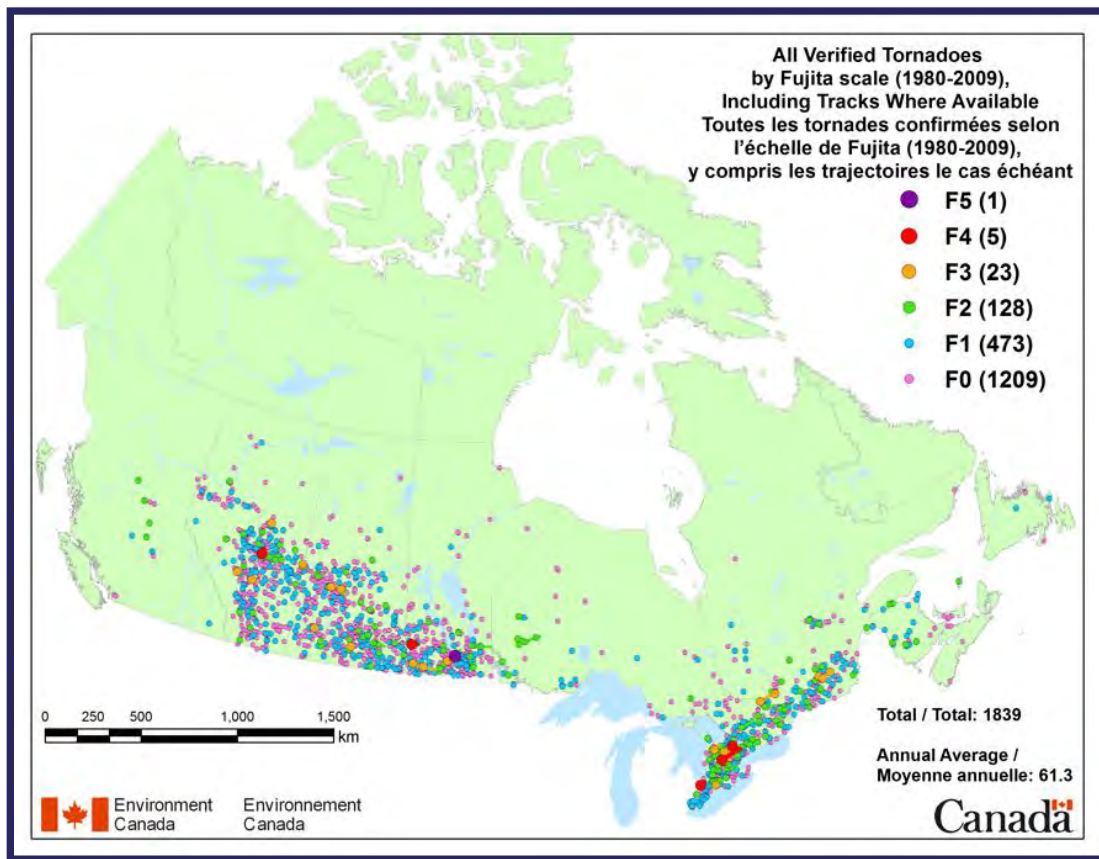 All Verified Tornadoes
by Fujita scale (1980-2009),
Including Tracks Where Available
Toutes les tornades confirmées selon
l'échelle de Fujita (1980-2009),
y compris les trajectoires le cas échéant
F5 (1)
F4 (5)
F3 (23)
F2 (128)
F1 (473)
F0 (1209)
0 250 500 1,000 1,500
km
Total / Total: 1839
Annual Average /
Moyenne annuelle: 61.3
Environment Environnement
Canada Canada
Canada